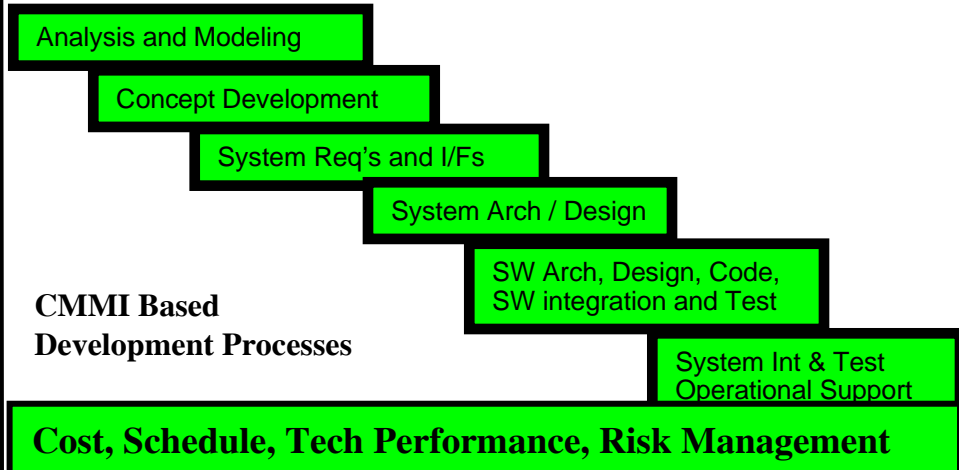 Analysis and Modeling
Concept Development
System Req's and I/Fs
System Arch / Design
SW Arch, Design, Code,
SW integration and Test
CMMI Based
Development Processes
System Int & Test
Operational Support
Cost, Schedule, Tech Performance, Risk Management